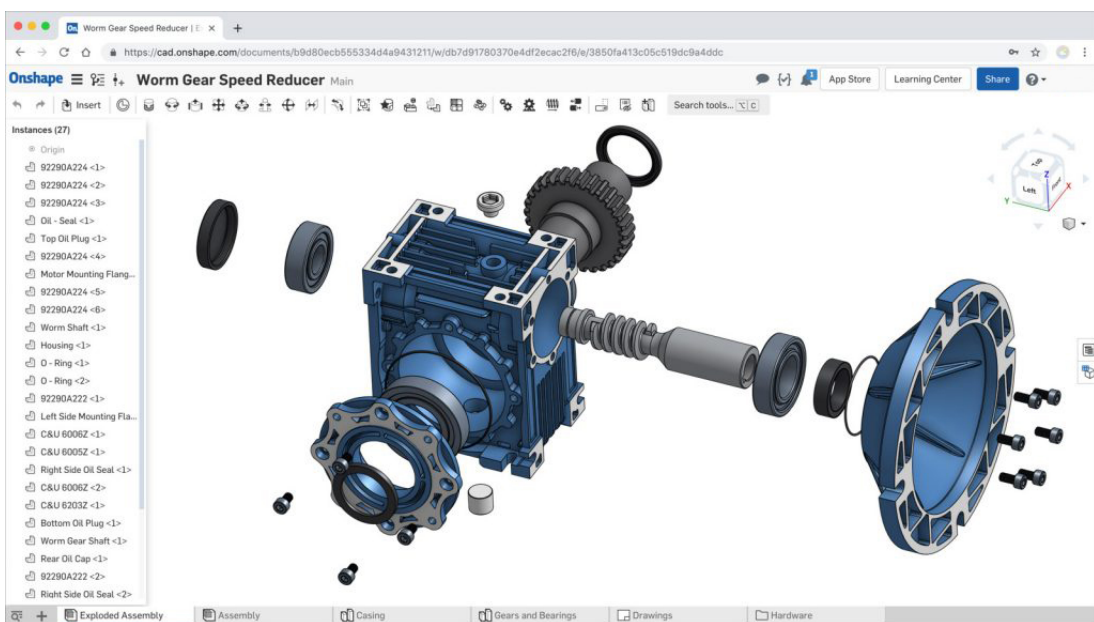 On. Worm Gear Speed Reducer | E
https://cad.onshape.com/documents/b9d80ecb555334d4a9431211/w/db7d91780370e4df2ecac2f6/e/3850fa413c05c519dc9a4ddc
Onshape Worm Gear Speed Reducer Main App Store Learning Center Share
Insert Search tools... ⌥ C
Instances (27)
Origin
92290A224 <1>
92290A224 <2>
92290A224 <3>
Oil - Seal <1>
Top Oil Plug <1>
92290A224 <4>
Motor Mounting Flang...
92290A224 <5>
92290A224 <6>
Worm Shaft <1>
Housing <1>
O - Ring <1>
O - Ring <2>
92290A222 <1>
Left Side Mounting Fla...
C&U 6006Z <1>
C&U 6005Z <1>
Right Side Oil Seal <1>
C&U 6006Z <2>
C&U 6203Z <1>
Bottom Oil Plug <1>
Worm Gear Shaft <1>
Rear Oil Cap <1>
92290A222 <2>
Right Side Oil Seal <2>
Top
Left
Z
X
Y
Exploded Assembly Assembly Casing Gears and Bearings Drawings Hardware